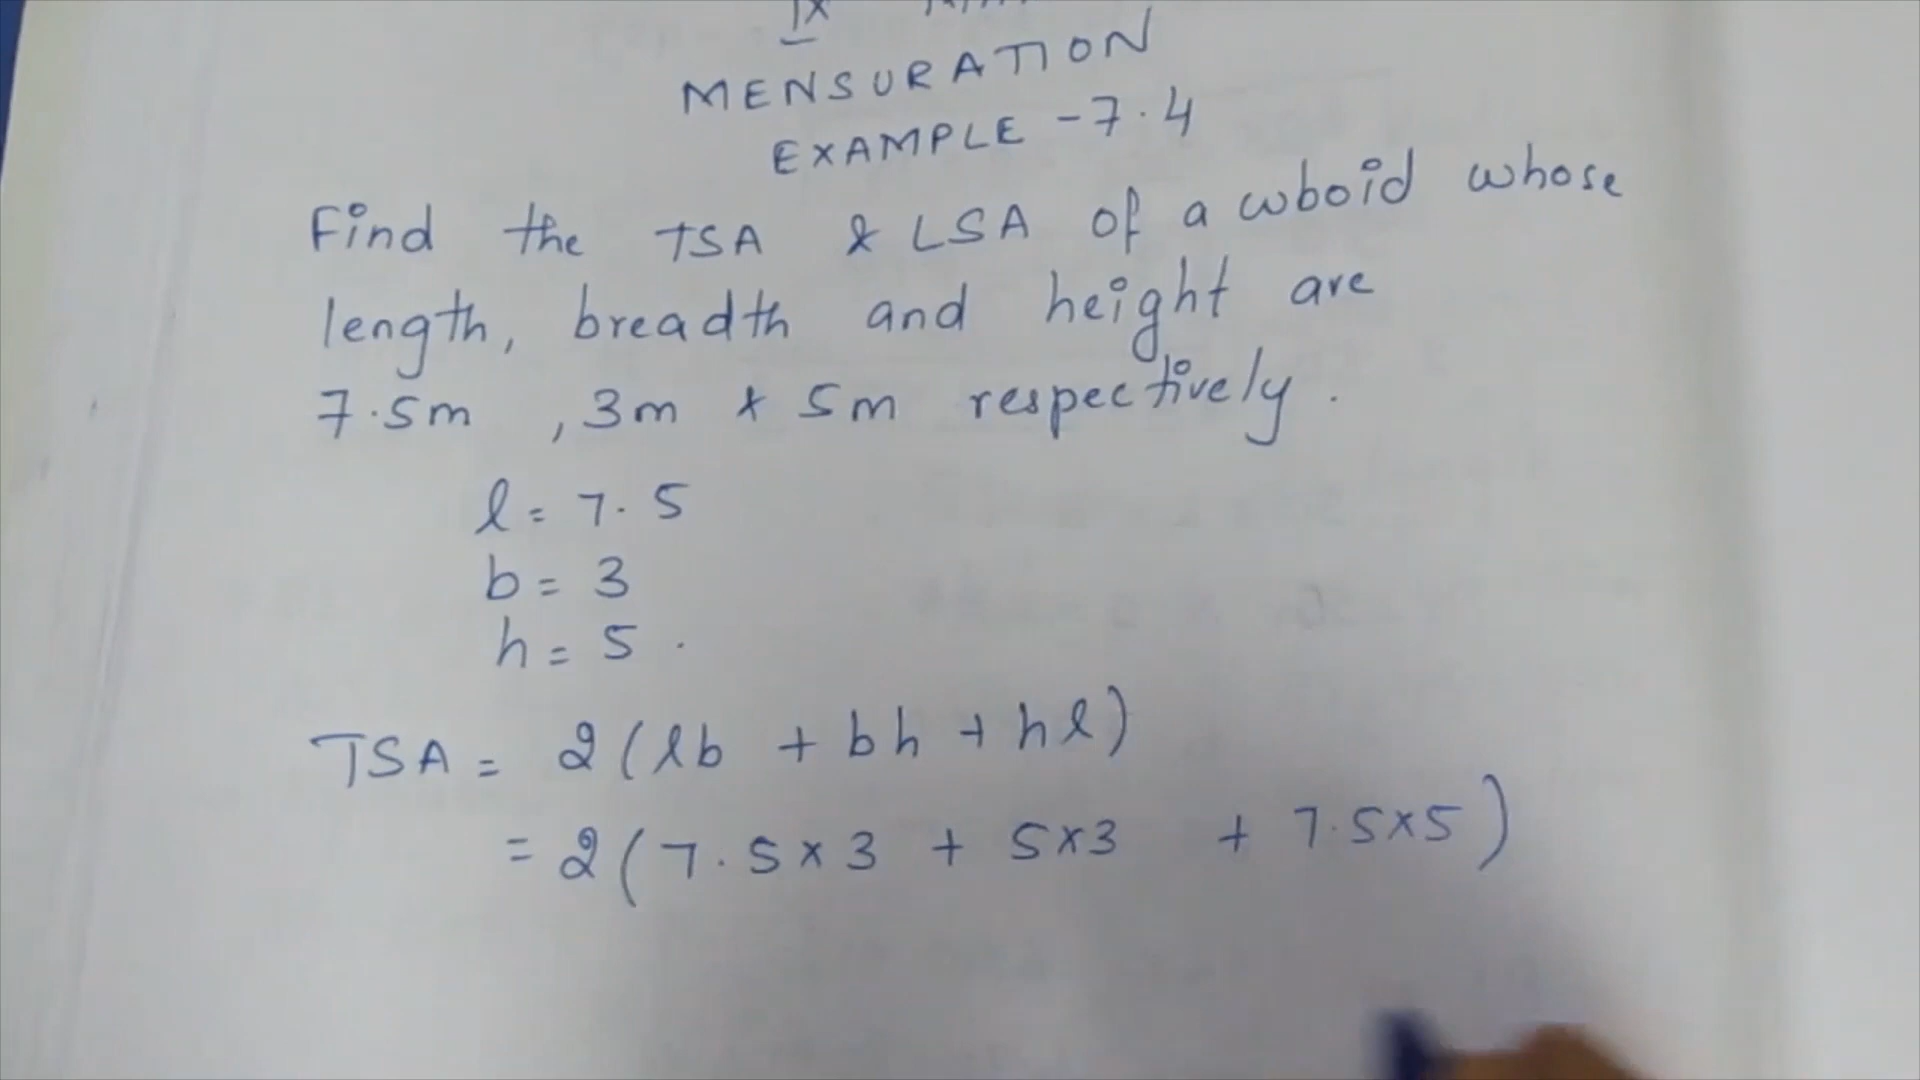 IX
MENSURATION
EXAMPLE - 7.4
Find the TSA & LSA of a cuboid whose
length, breadth and height are
7.5m , 3m & 5m respectively.
l = 7.5
b = 3
h = 5.
TSA = 2(lb + bh + hl)
= 2(7.5×3 + 5×3 + 7.5×5)